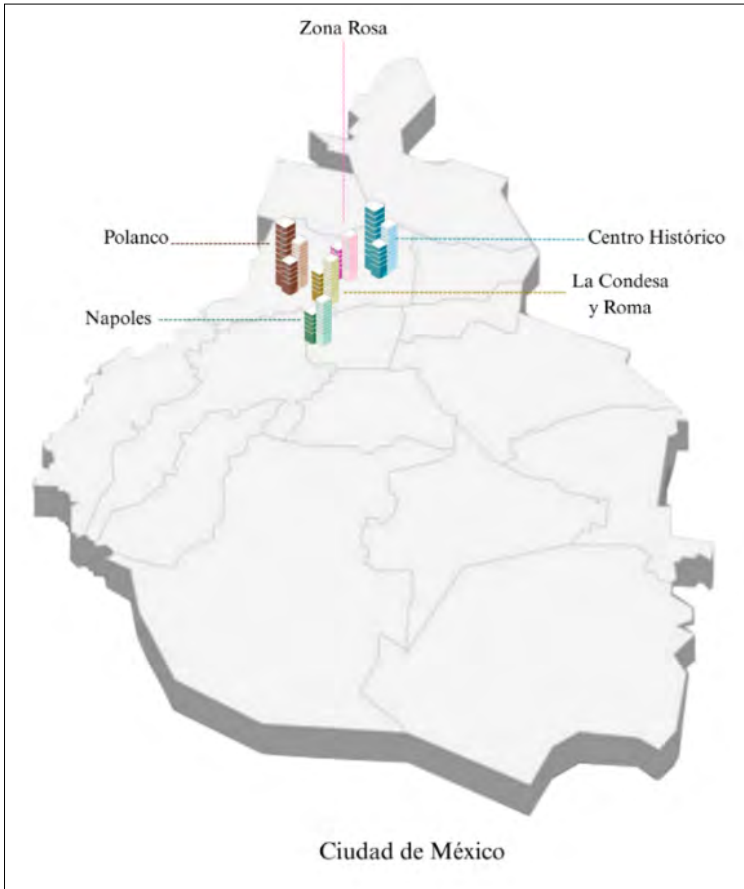 Zona Rosa
Polanco
Centro Histórico
La Condesa
y Roma
Napoles
Ciudad de México